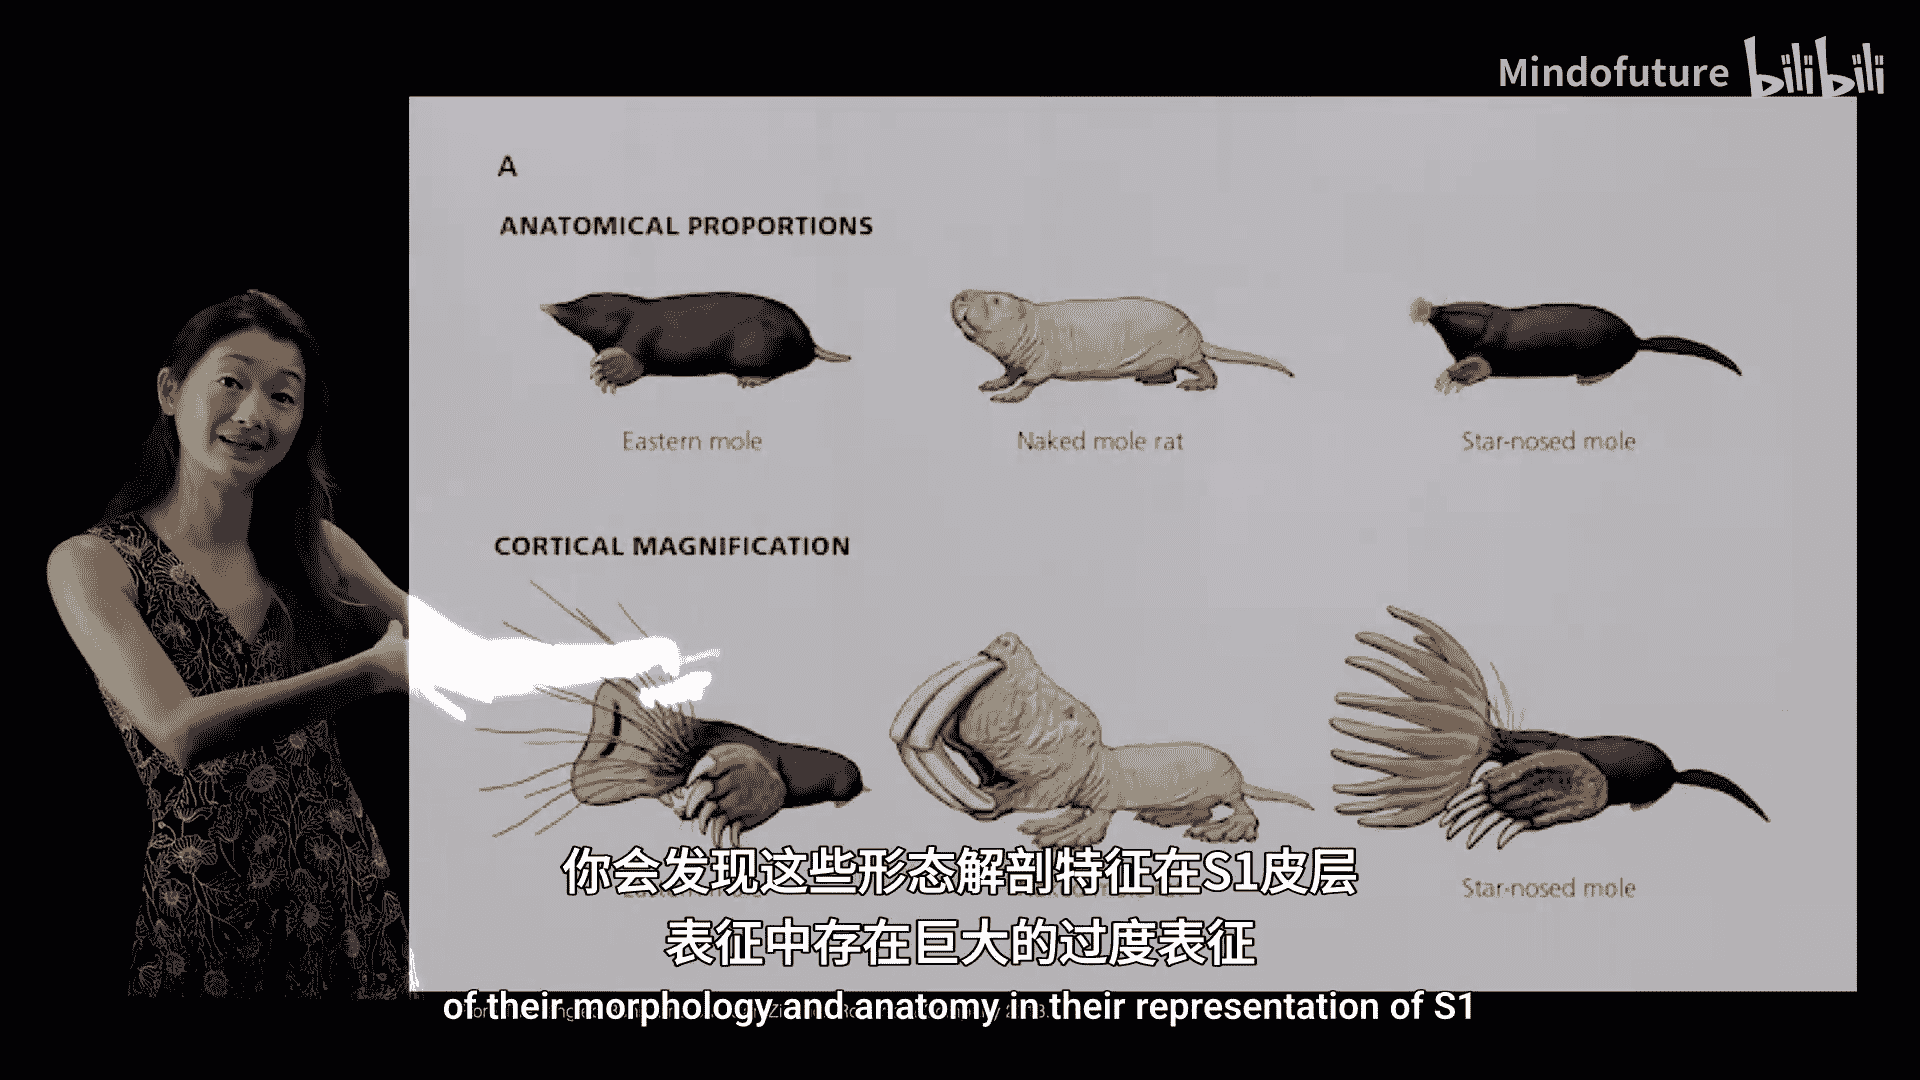 Mindofuture bilibili
A
ANATOMICAL PROPORTIONS
Eastern mole
Naked mole rat
Star-nosed mole
CORTICAL MAGNIFICATION
Star-nosed mole
你会发现这些形态解剖特征在S1皮层
表征中存在巨大的过度表征
of their morphology and anatomy in their representation of S1